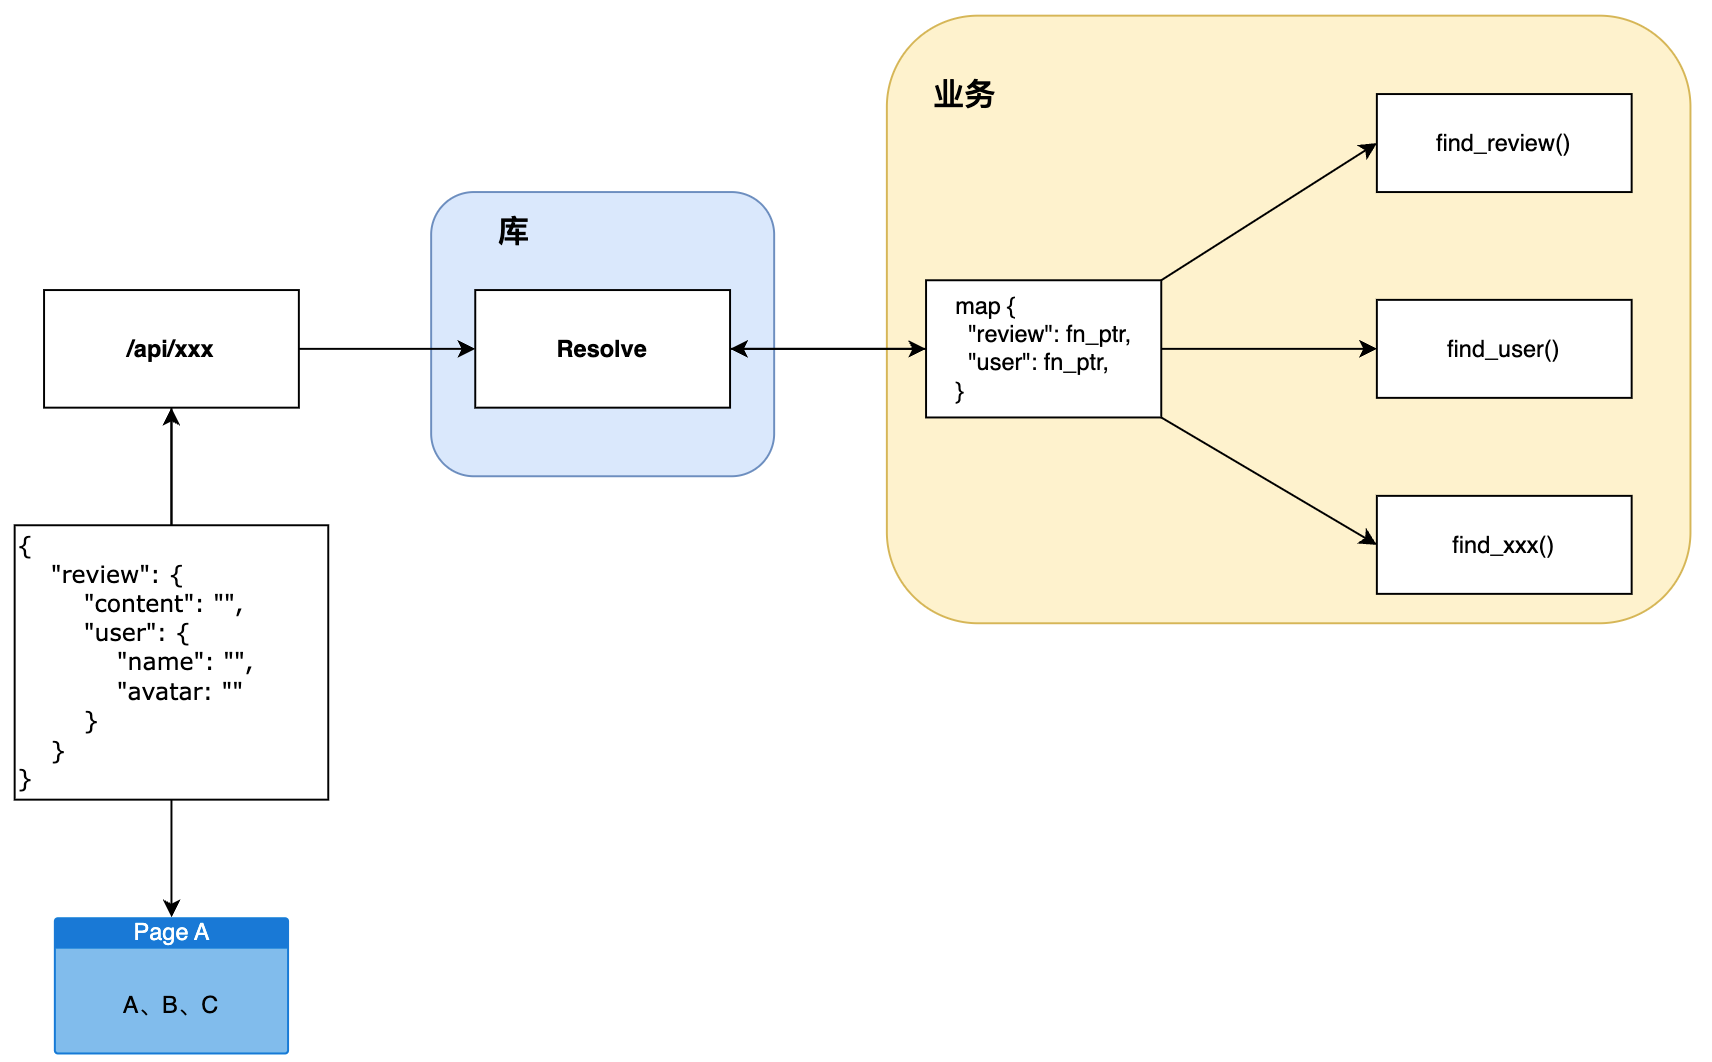 业务
find_review()
库
/api/xxx
Resolve
map {
"review": fn_ptr,
"user": fn_ptr,
}
find_user()
find_xxx()
{
"review": {
"content": "",
"user": {
"name": "",
"avatar: ""
}
}
}
Page A
A、B、C